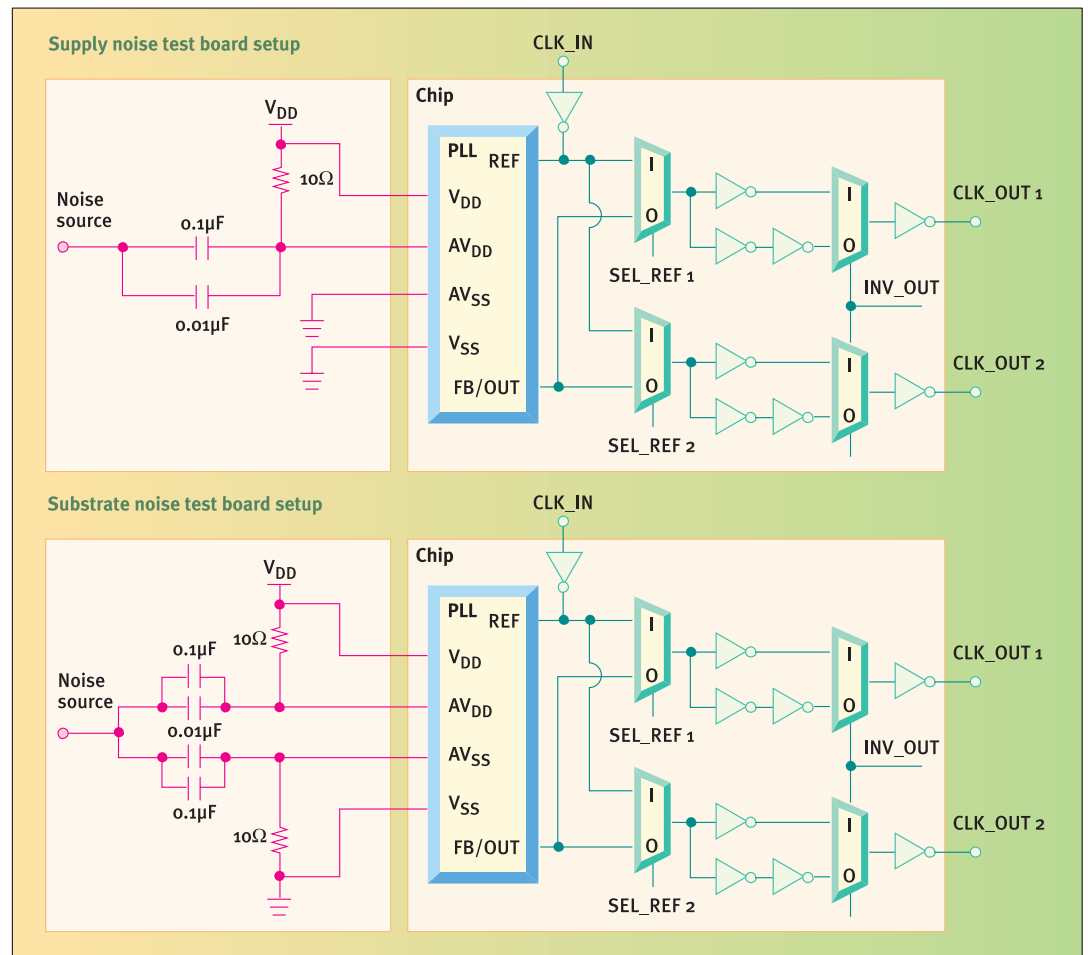 Supply noise test board setup
CLK_IN
Chip
VDD
10Ω
Noise
source
0.1µF
0.01µF
PLL
REF
VDD
AVDD
AVSS
VSS
FB/OUT
I
O
SEL_REF 1
I
O
SEL_REF 2
I
O
INV_OUT
I
O
CLK_OUT 1
CLK_OUT 2
Substrate noise test board setup
CLK_IN
Chip
VDD
10Ω
0.1µF
Noise
source
0.01µF
0.1µF
10Ω
PLL
REF
VDD
AVDD
AVSS
VSS
FB/OUT
I
O
SEL_REF 1
I
O
SEL_REF 2
I
O
INV_OUT
I
O
CLK_OUT 1
CLK_OUT 2